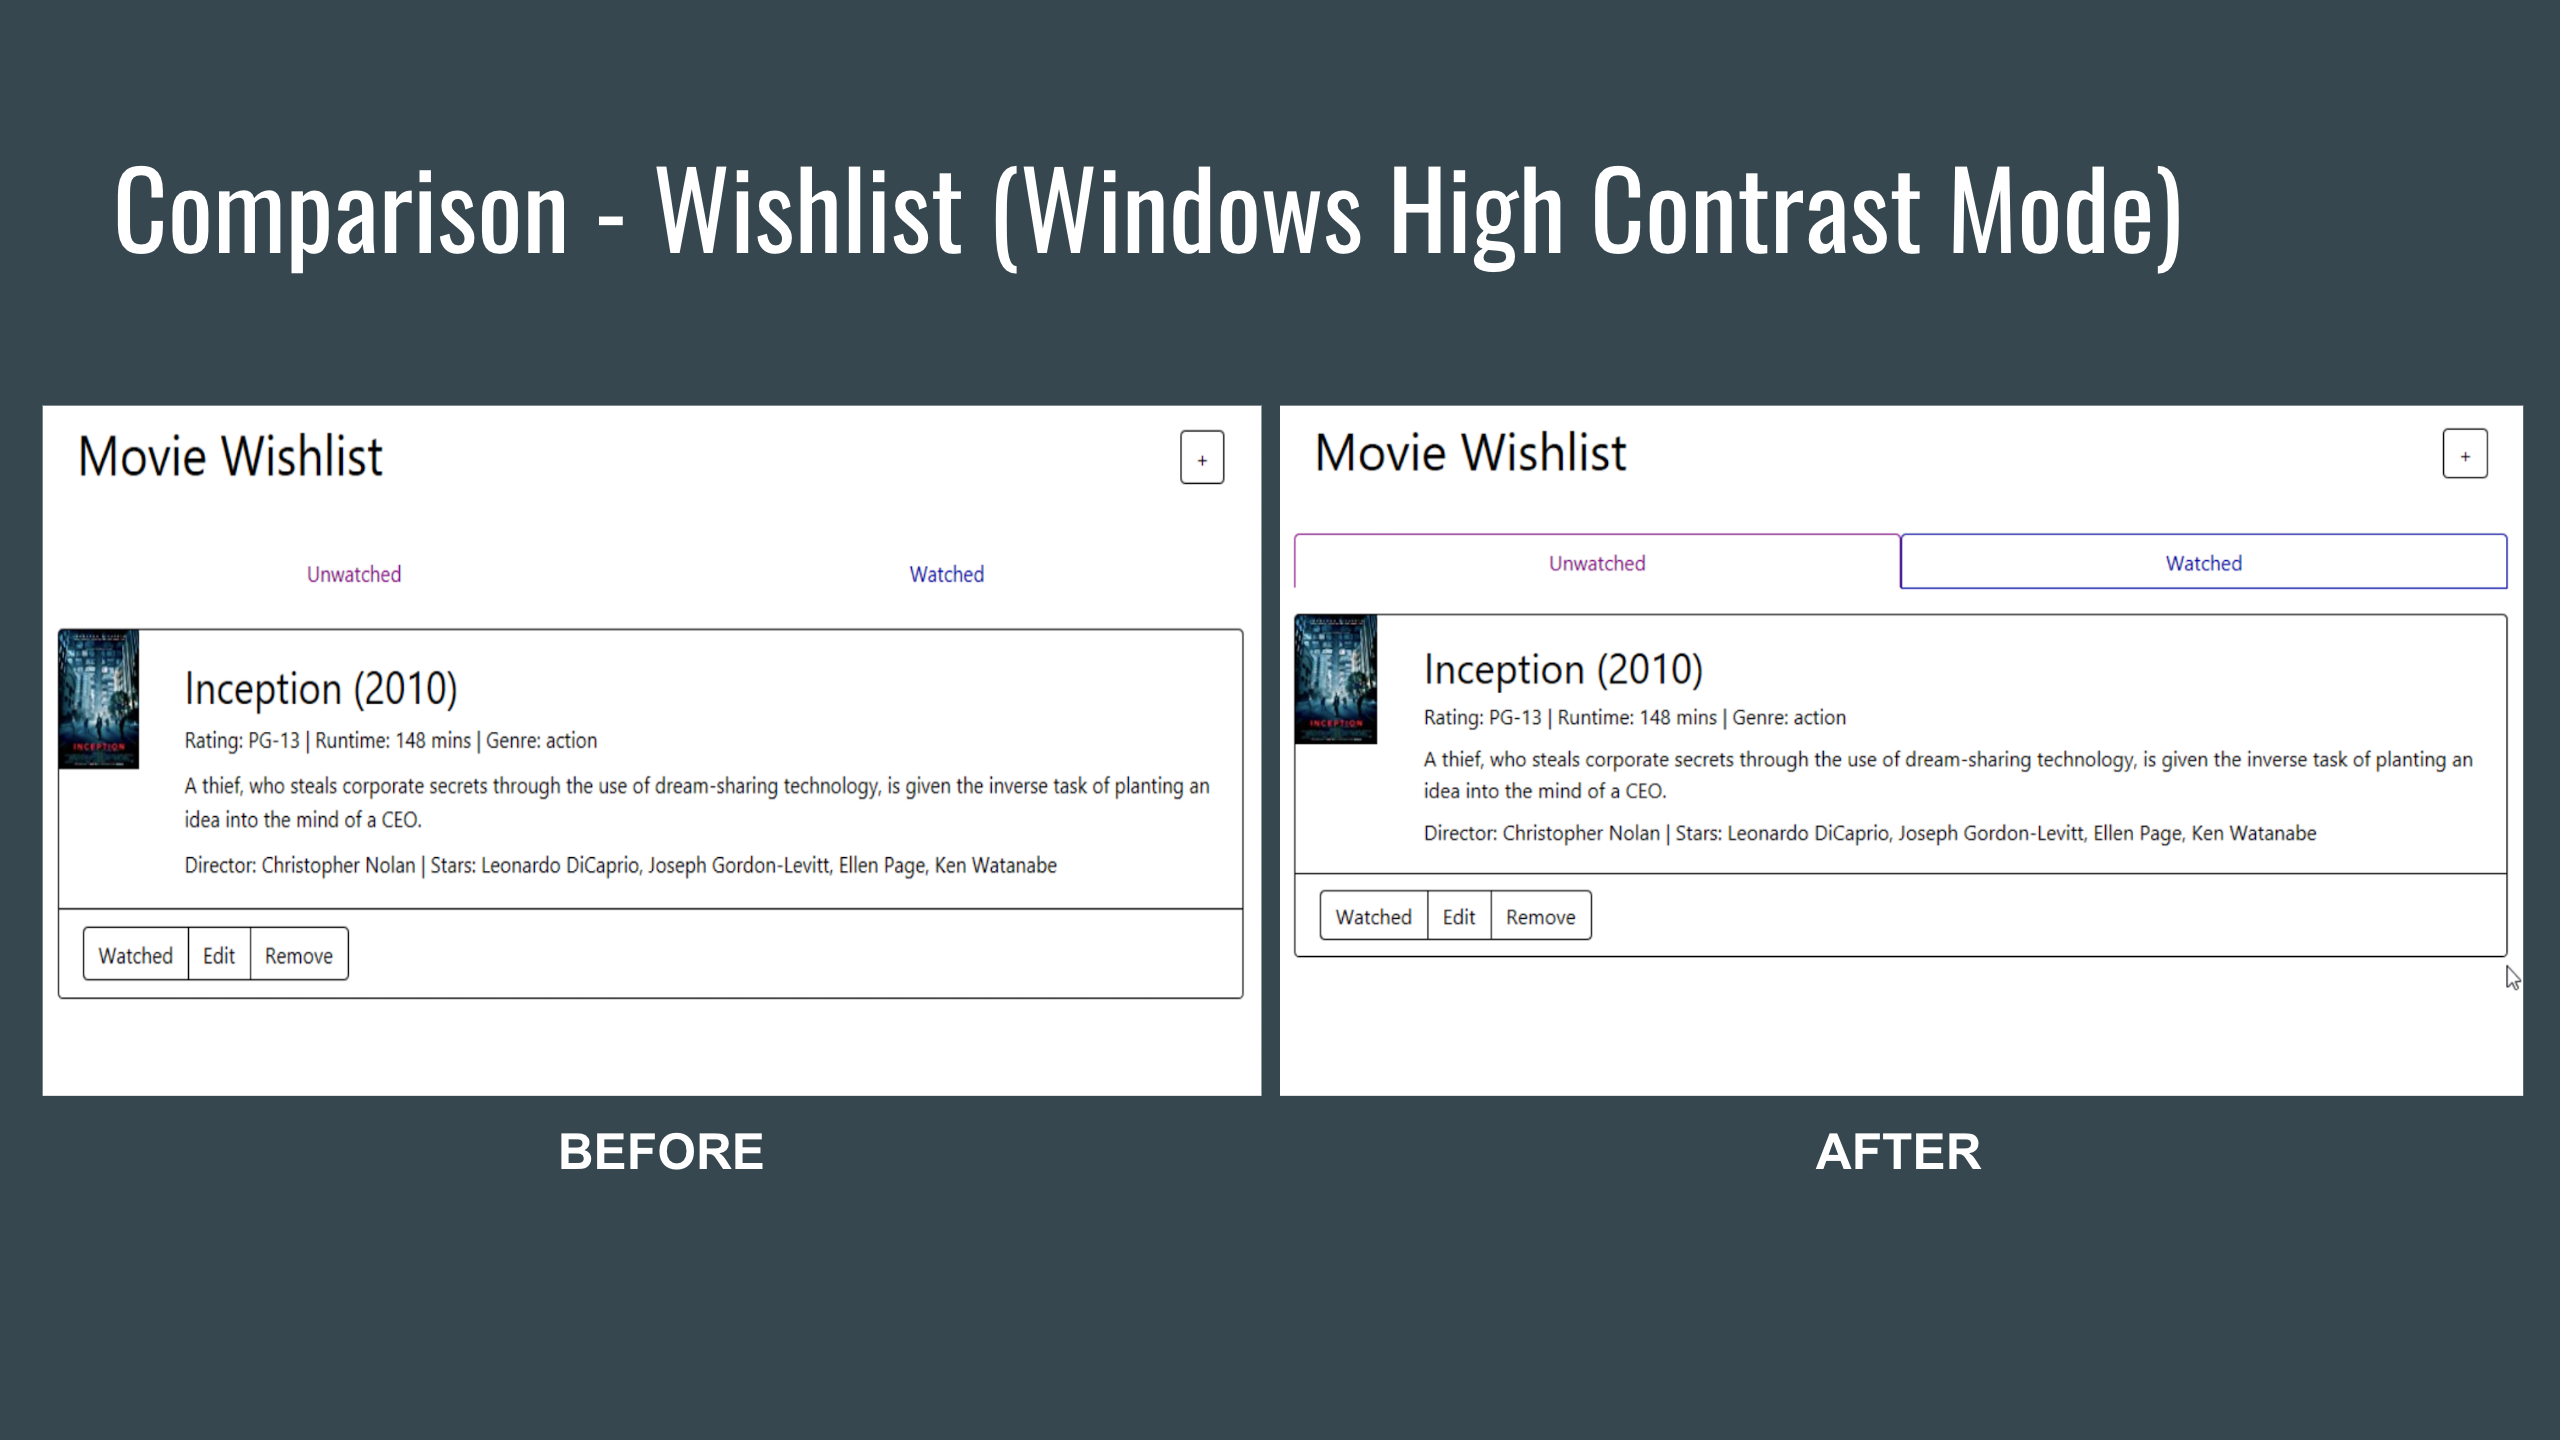 Comparison - Wishlist (Windows High Contrast Mode)
Movie Wishlist
+
Unwatched
Watched
INCEPTION
Inception (2010)
Rating: PG-13 | Runtime: 148 mins | Genre: action
A thief, who steals corporate secrets through the use of dream-sharing technology, is given the inverse task of planting an
idea into the mind of a CEO.
Director: Christopher Nolan | Stars: Leonardo DiCaprio, Joseph Gordon-Levitt, Ellen Page, Ken Watanabe
Watched
Edit
Remove
BEFORE
Movie Wishlist
+
Unwatched
Watched
INCEPTION
Inception (2010)
Rating: PG-13 | Runtime: 148 mins | Genre: action
A thief, who steals corporate secrets through the use of dream-sharing technology, is given the inverse task of planting an
idea into the mind of a CEO.
Director: Christopher Nolan | Stars: Leonardo DiCaprio, Joseph Gordon-Levitt, Ellen Page, Ken Watanabe
Watched
Edit
Remove
AFTER